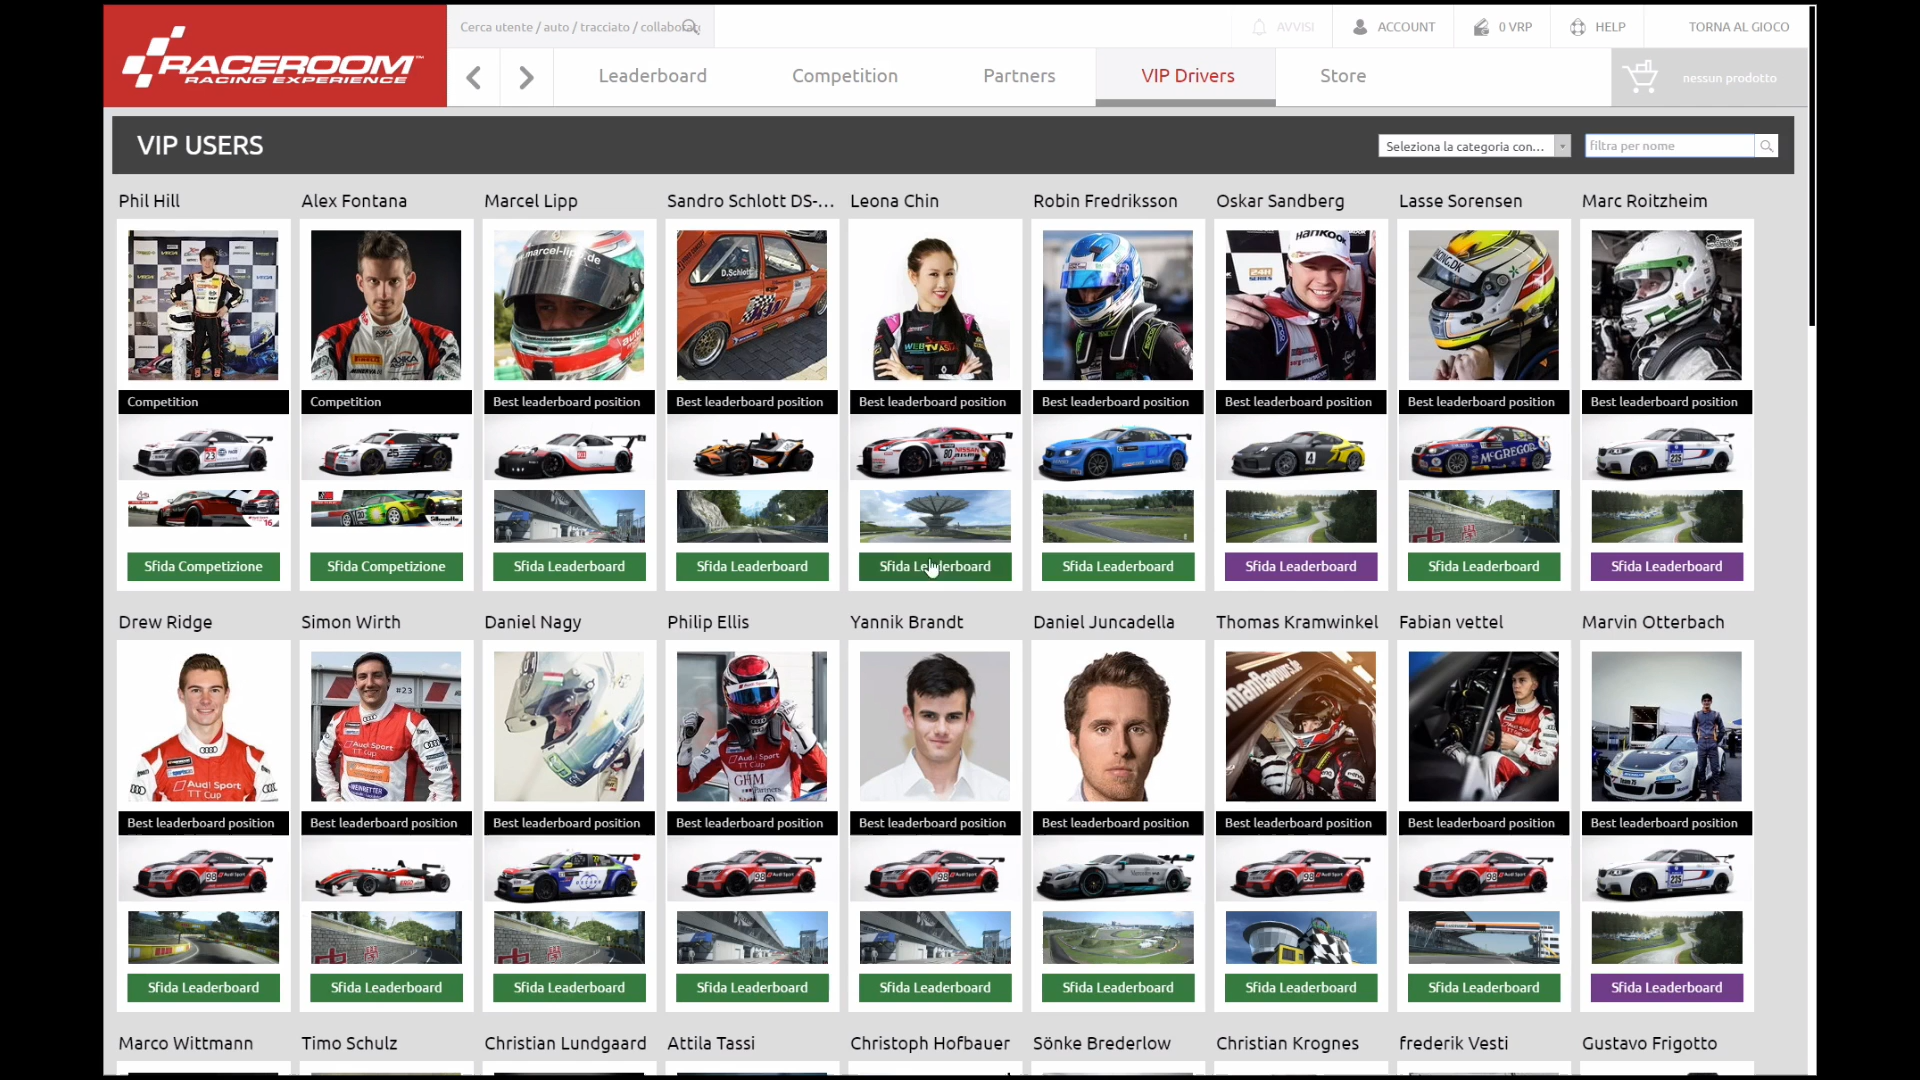 RACEROOM™
RACING EXPERIENCE
Cerca utente / auto / tracciato /
AVVISI
ACCOUNT
0 VRP
HELP
TORNA AL GIOCO
Leaderboard
Competition
Partners
VIP Drivers
Store
nessun prodotto
VIP USERS
Seleziona la categoria con...
filtra per nome
Phil Hill
Alex Fontana
Marcel Lipp
Sandro Schlott DS-...
Leona Chin
Robin Fredriksson
Oskar Sandberg
Lasse Sorensen
Marc Roitzheim
Competition
Competition
Best leaderboard position
Best leaderboard position
Best leaderboard position
Best leaderboard position
Best leaderboard position
Best leaderboard position
Best leaderboard position
Sfida Competizione
Sfida Competizione
Sfida Leaderboard
Sfida Leaderboard
Sfida Leaderboard
Sfida Leaderboard
Sfida Leaderboard
Sfida Leaderboard
Sfida Leaderboard
Drew Ridge
Simon Wirth
Daniel Nagy
Philip Ellis
Yannik Brandt
Daniel Juncadella
Thomas Kramwinkel
Fabian vettel
Marvin Otterbach
Best leaderboard position
Best leaderboard position
Best leaderboard position
Best leaderboard position
Best leaderboard position
Best leaderboard position
Best leaderboard position
Best leaderboard position
Best leaderboard position
Sfida Leaderboard
Sfida Leaderboard
Sfida Leaderboard
Sfida Leaderboard
Sfida Leaderboard
Sfida Leaderboard
Sfida Leaderboard
Sfida Leaderboard
Sfida Leaderboard
Marco Wittmann
Timo Schulz
Christian Lundgaard
Attila Tassi
Christoph Hofbauer
Sönke Brederlow
Christian Krognes
frederik Vesti
Gustavo Frigotto